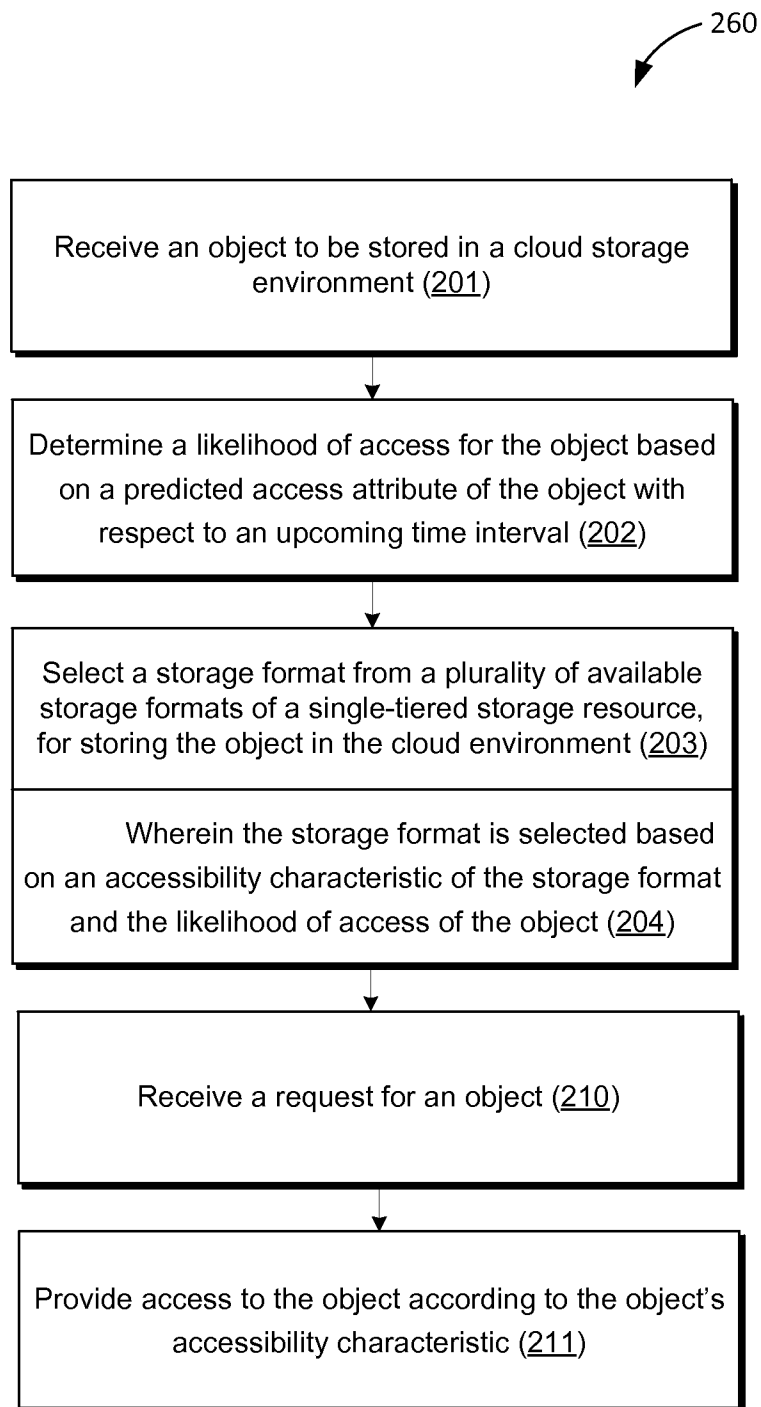 260
Receive an object to be stored in a cloud storage
environment (201)
Determine a likelihood of access for the object based
on a predicted access attribute of the object with
respect to an upcoming time interval (202)
Select a storage format from a plurality of available
storage formats of a single-tiered storage resource,
for storing the object in the cloud environment (203)
Wherein the storage format is selected based
on an accessibility characteristic of the storage format
and the likelihood of access of the object (204)
Receive a request for an object (210)
Provide access to the object according to the object’s
accessibility characteristic (211)